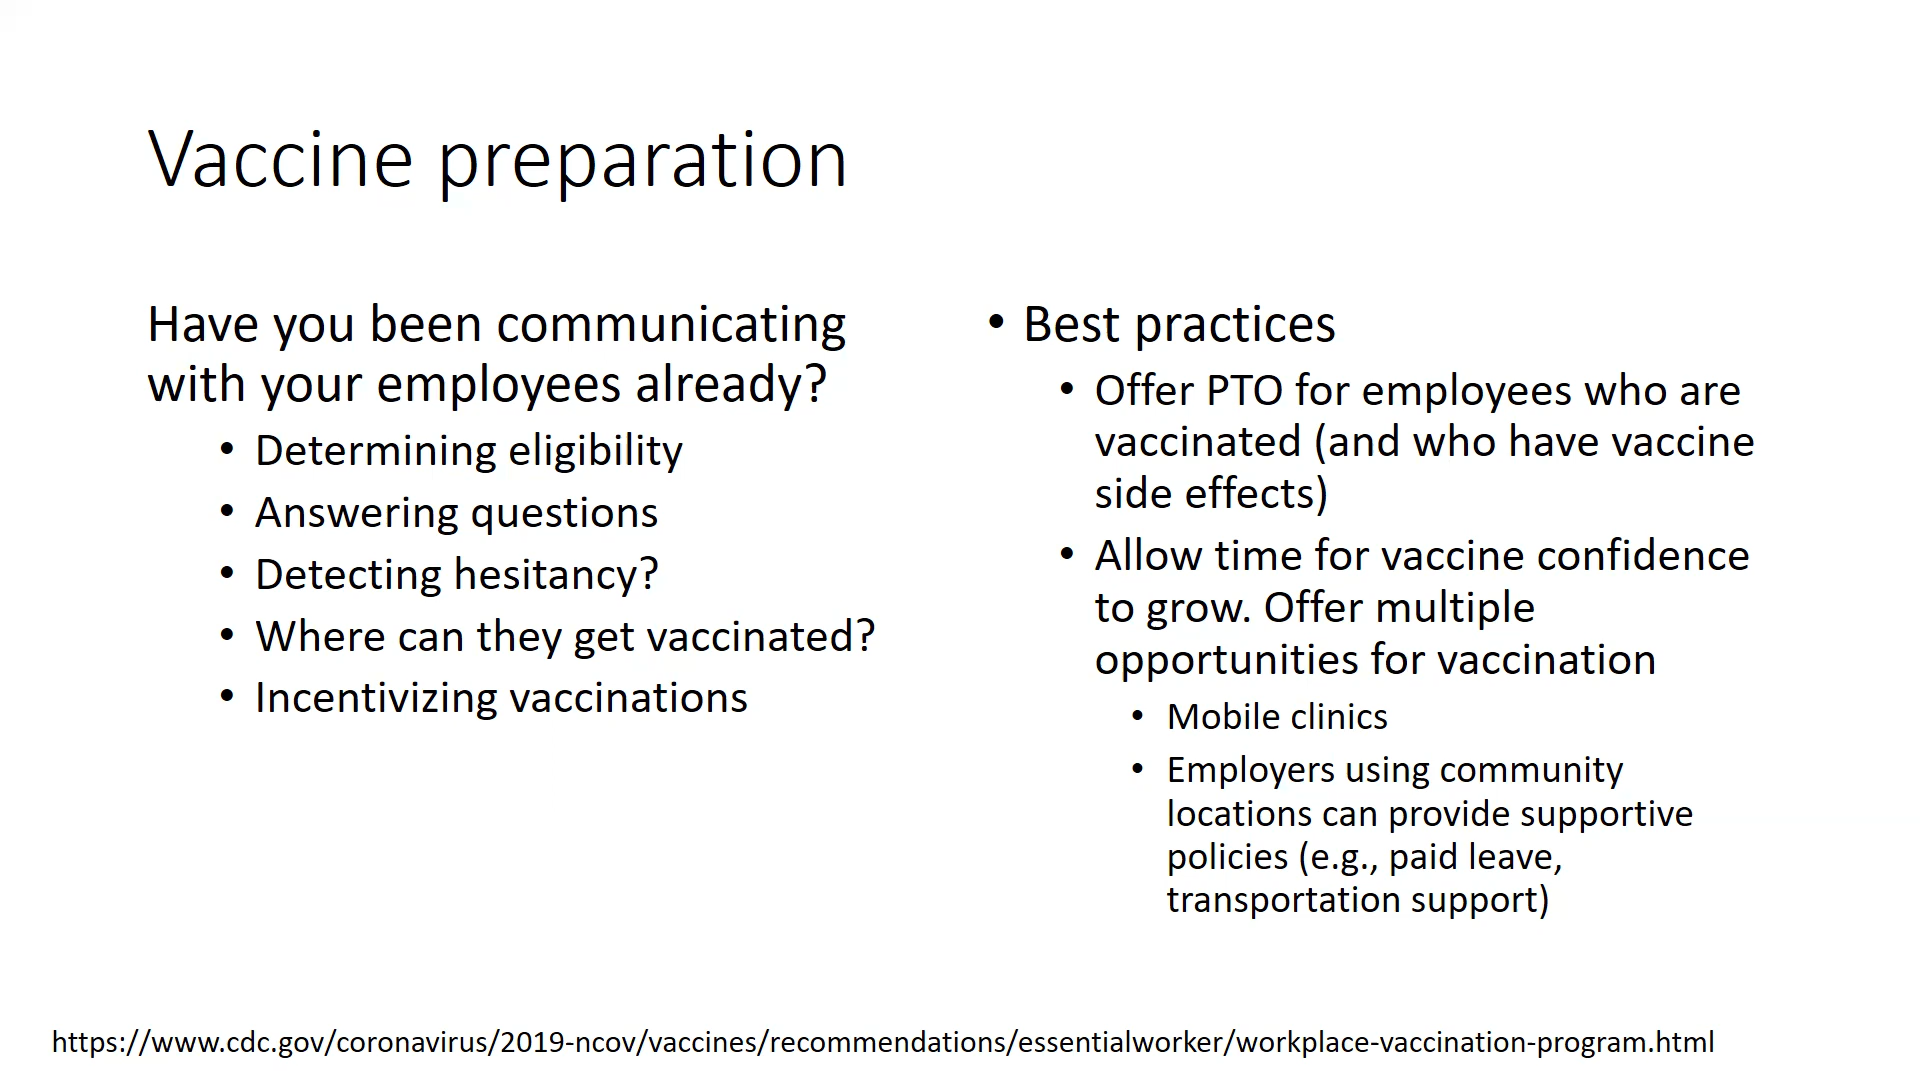 Vaccine preparation
Have you been communicating
with your employees already?
• Determining eligibility
• Answering questions
• Detecting hesitancy?
• Where can they get vaccinated?
• Incentivizing vaccinations
• Best practices
• Offer PTO for employees who are
vaccinated (and who have vaccine
side effects)
• Allow time for vaccine confidence
to grow. Offer multiple
opportunities for vaccination
• Mobile clinics
• Employers using community
locations can provide supportive
policies (e.g., paid leave,
transportation support)
https://www.cdc.gov/coronavirus/2019-ncov/vaccines/recommendations/essentialworker/workplace-vaccination-program.html